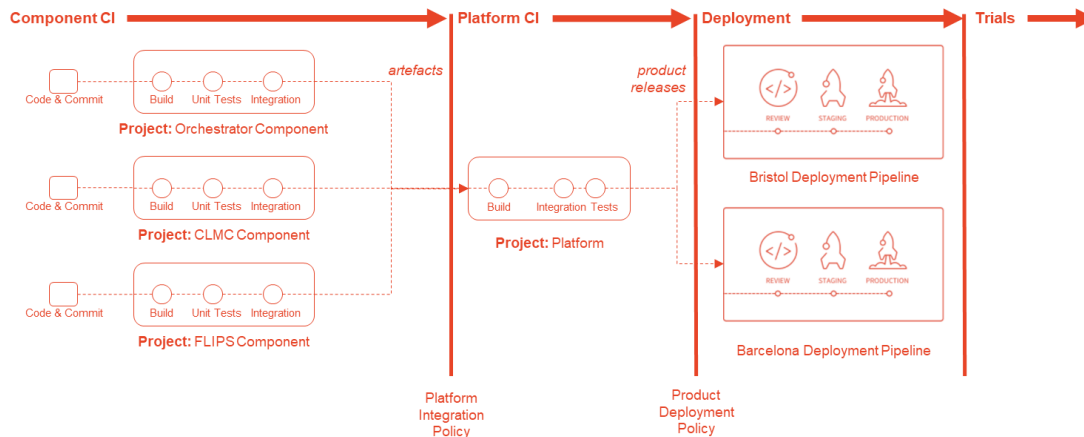 Component CI
Platform CI
Deployment
Trials
artefacts
product
releases
Code & Commit
Build
Unit Tests
Integration
Project: Orchestrator Component
Code & Commit
Build
Unit Tests
Integration
Project: CLMC Component
Code & Commit
Build
Unit Tests
Integration
Project: FLIPS Component
Build
Integration Tests
Project: Platform
REVIEW
STAGING
PRODUCTION
Bristol Deployment Pipeline
REVIEW
STAGING
PRODUCTION
Barcelona Deployment Pipeline
Platform
Integration
Policy
Product
Deployment
Policy